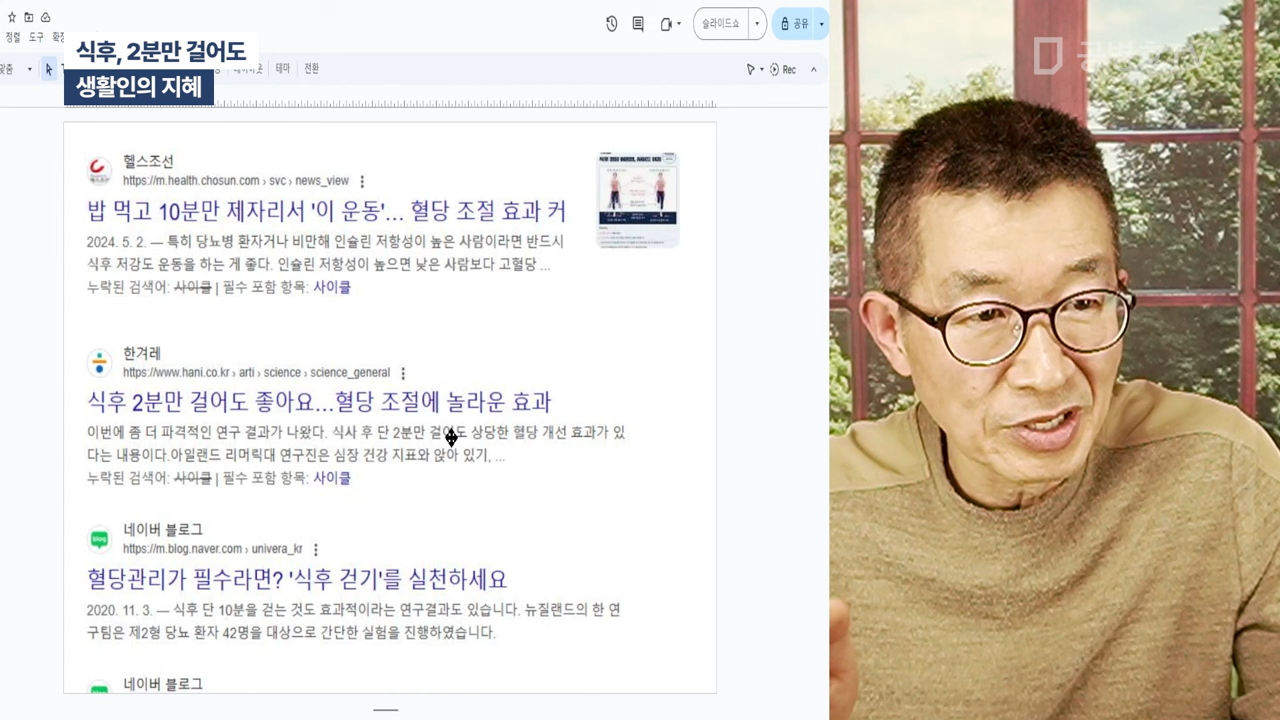 정렬 도구
슬라이드쇼
공유
식후, 2분만 걸어도
생활인의 지혜
맞춤
테마 전환
Rec
공병호TV
헬스조선
https://m.health.chosun.com › svc › news_view
밥 먹고 10분만 제자리서 '이 운동'... 혈당 조절 효과 커
2024. 5. 2. — 특히 당뇨병 환자거나 비만해 인슐린 저항성이 높은 사람이라면 반드시
식후 저강도 운동을 하는 게 좋다. 인슐린 저항성이 높으면 낮은 사람보다 고혈당 ...
누락된 검색어: 사이클 | 필수 포함 항목: 사이클
한겨레
https://www.hani.co.kr › arti › science › science_general
식후 2분만 걸어도 좋아요...혈당 조절에 놀라운 효과
이번에 좀 더 파격적인 연구 결과가 나왔다. 식사 후 단 2분만 걸어도 상당한 혈당 개선 효과가 있
다는 내용이다.아일랜드 리머릭대 연구진은 심장 건강 지표와 앉아 있기, ...
누락된 검색어: 사이클 | 필수 포함 항목: 사이클
네이버 블로그
https://m.blog.naver.com › univera_kr
혈당관리가 필수라면? '식후 걷기'를 실천하세요
2020. 11. 3. — 식후 단 10분을 걷는 것도 효과적이라는 연구결과도 있습니다. 뉴질랜드의 한 연
구팀은 제2형 당뇨 환자 42명을 대상으로 간단한 실험을 진행하였습니다.
네이버 블로그